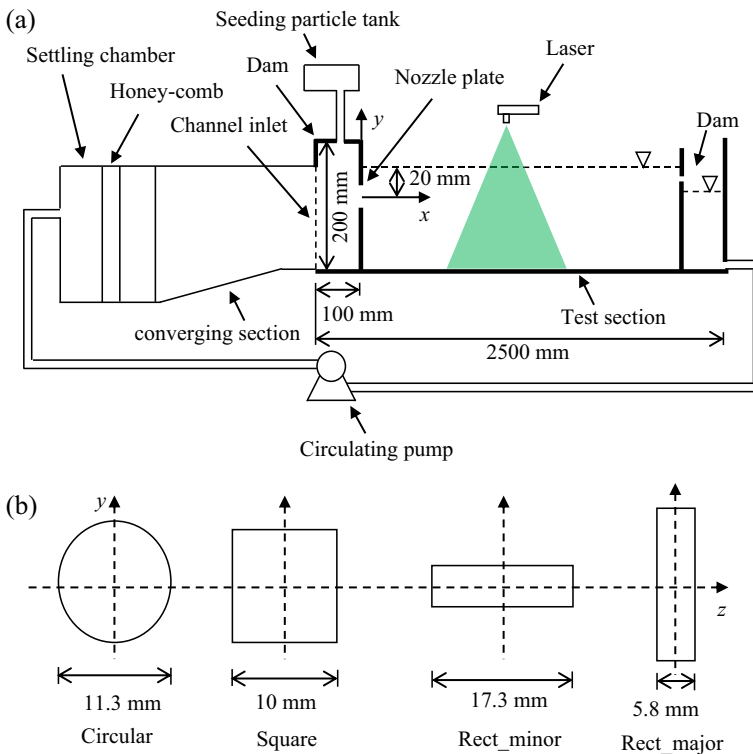 (a)
Seeding particle tank
Settling chamber
Dam
Laser
Honey-comb
Nozzle plate
Channel inlet
y
Dam
20 mm
200 mm
x
100 mm
Test section
converging section
2500 mm
Circulating pump
(b)
y
z
11.3 mm
10 mm
17.3 mm
5.8 mm
Circular
Square
Rect_minor
Rect_major